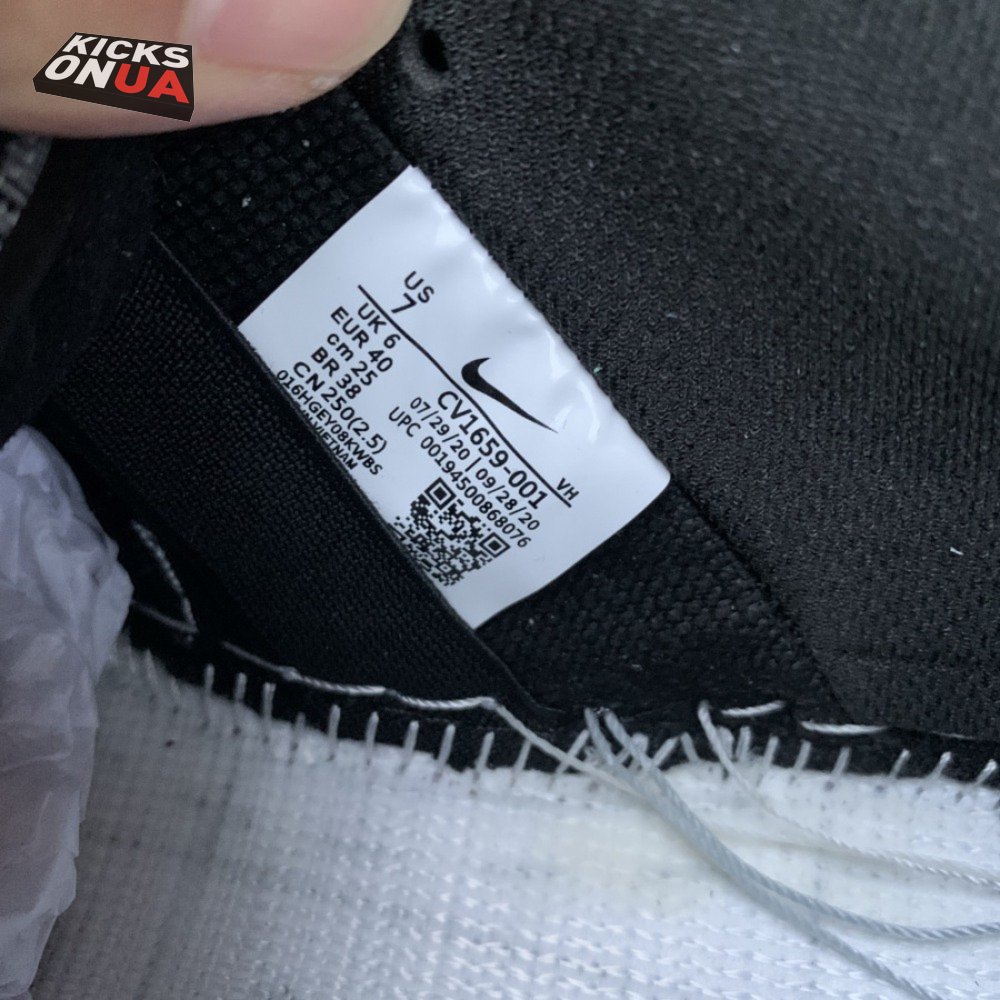 KICKS
ONUA
US
7
UK 6
EUR 40
cm 25
BR 38
CN 250(2.5)
016HGEY08KWBS
VIETNAM
CV1659-001 VH
07/29/20 | 09/28/20
UPC 00194500868076